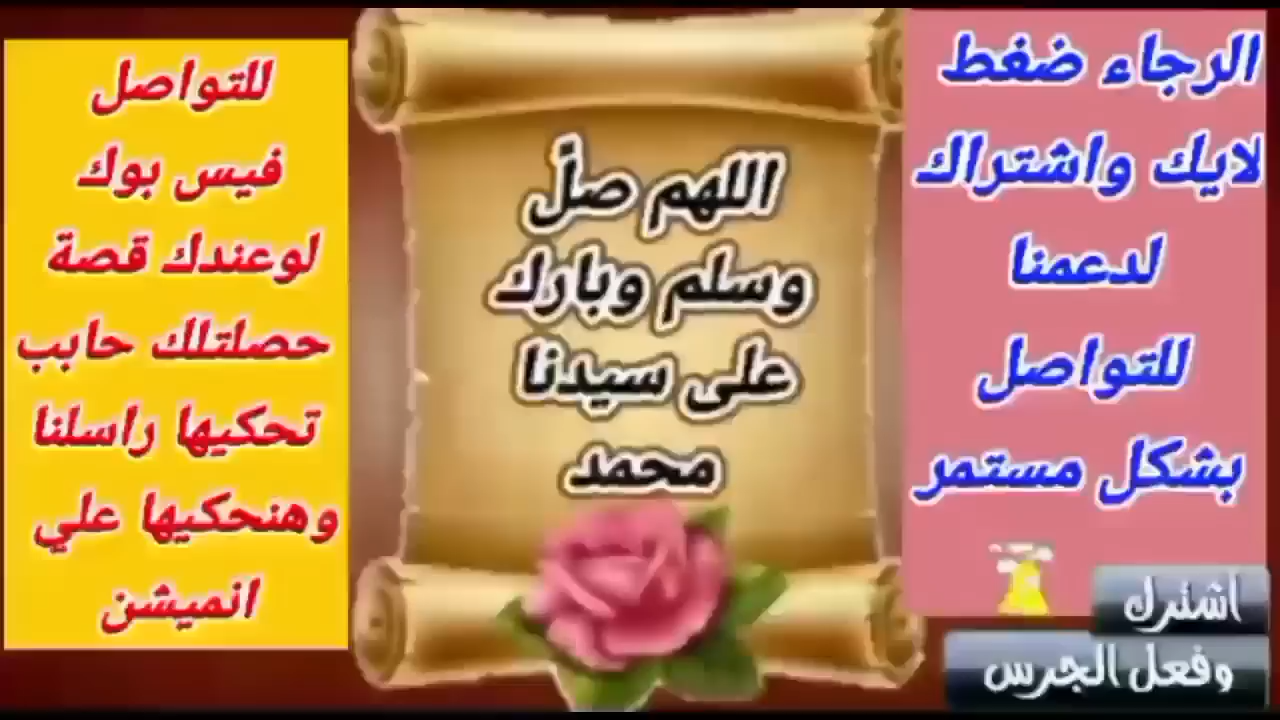 الرجاء ضغط
لايك واشتراك
لدعمنا
للتواصل
بشكل مستمر
اشترك
وفعل الجرس
اللهم صلً
وسلم وبارك
على سيدنا
محمد
للتواصل
فيس بوك
لوعندك قصة
حصلتلك حابب
تحكيها راسلنا
وهنحكيها علي
انميشن